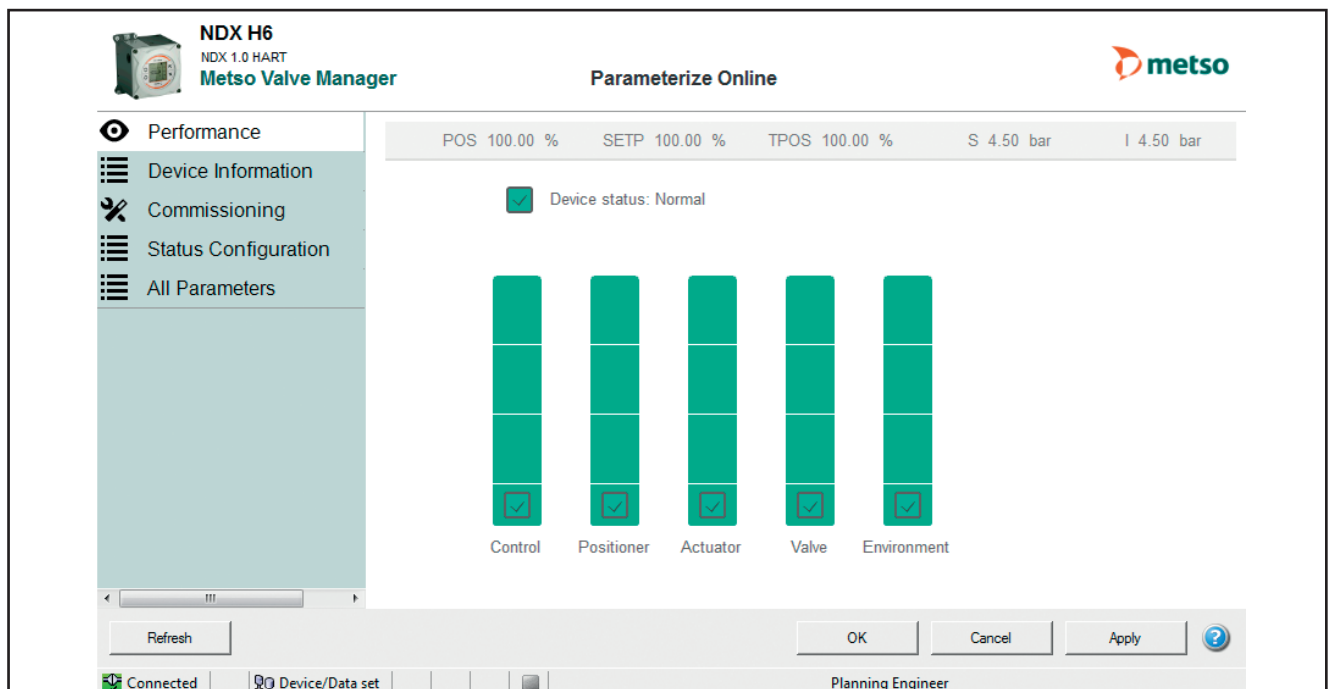 NDX H6
NDX 1.0 HART
Metso Valve Manager
Parameterize Online
metso
Performance
Device Information
Commissioning
Status Configuration
All Parameters
POS 100.00 % SETP 100.00 % TPOS 100.00 % S 4.50 bar I 4.50 bar
Device status: Normal
Control Positioner Actuator Valve Environment
Refresh OK Cancel Apply ?
Connected Device/Data set Planning Engineer